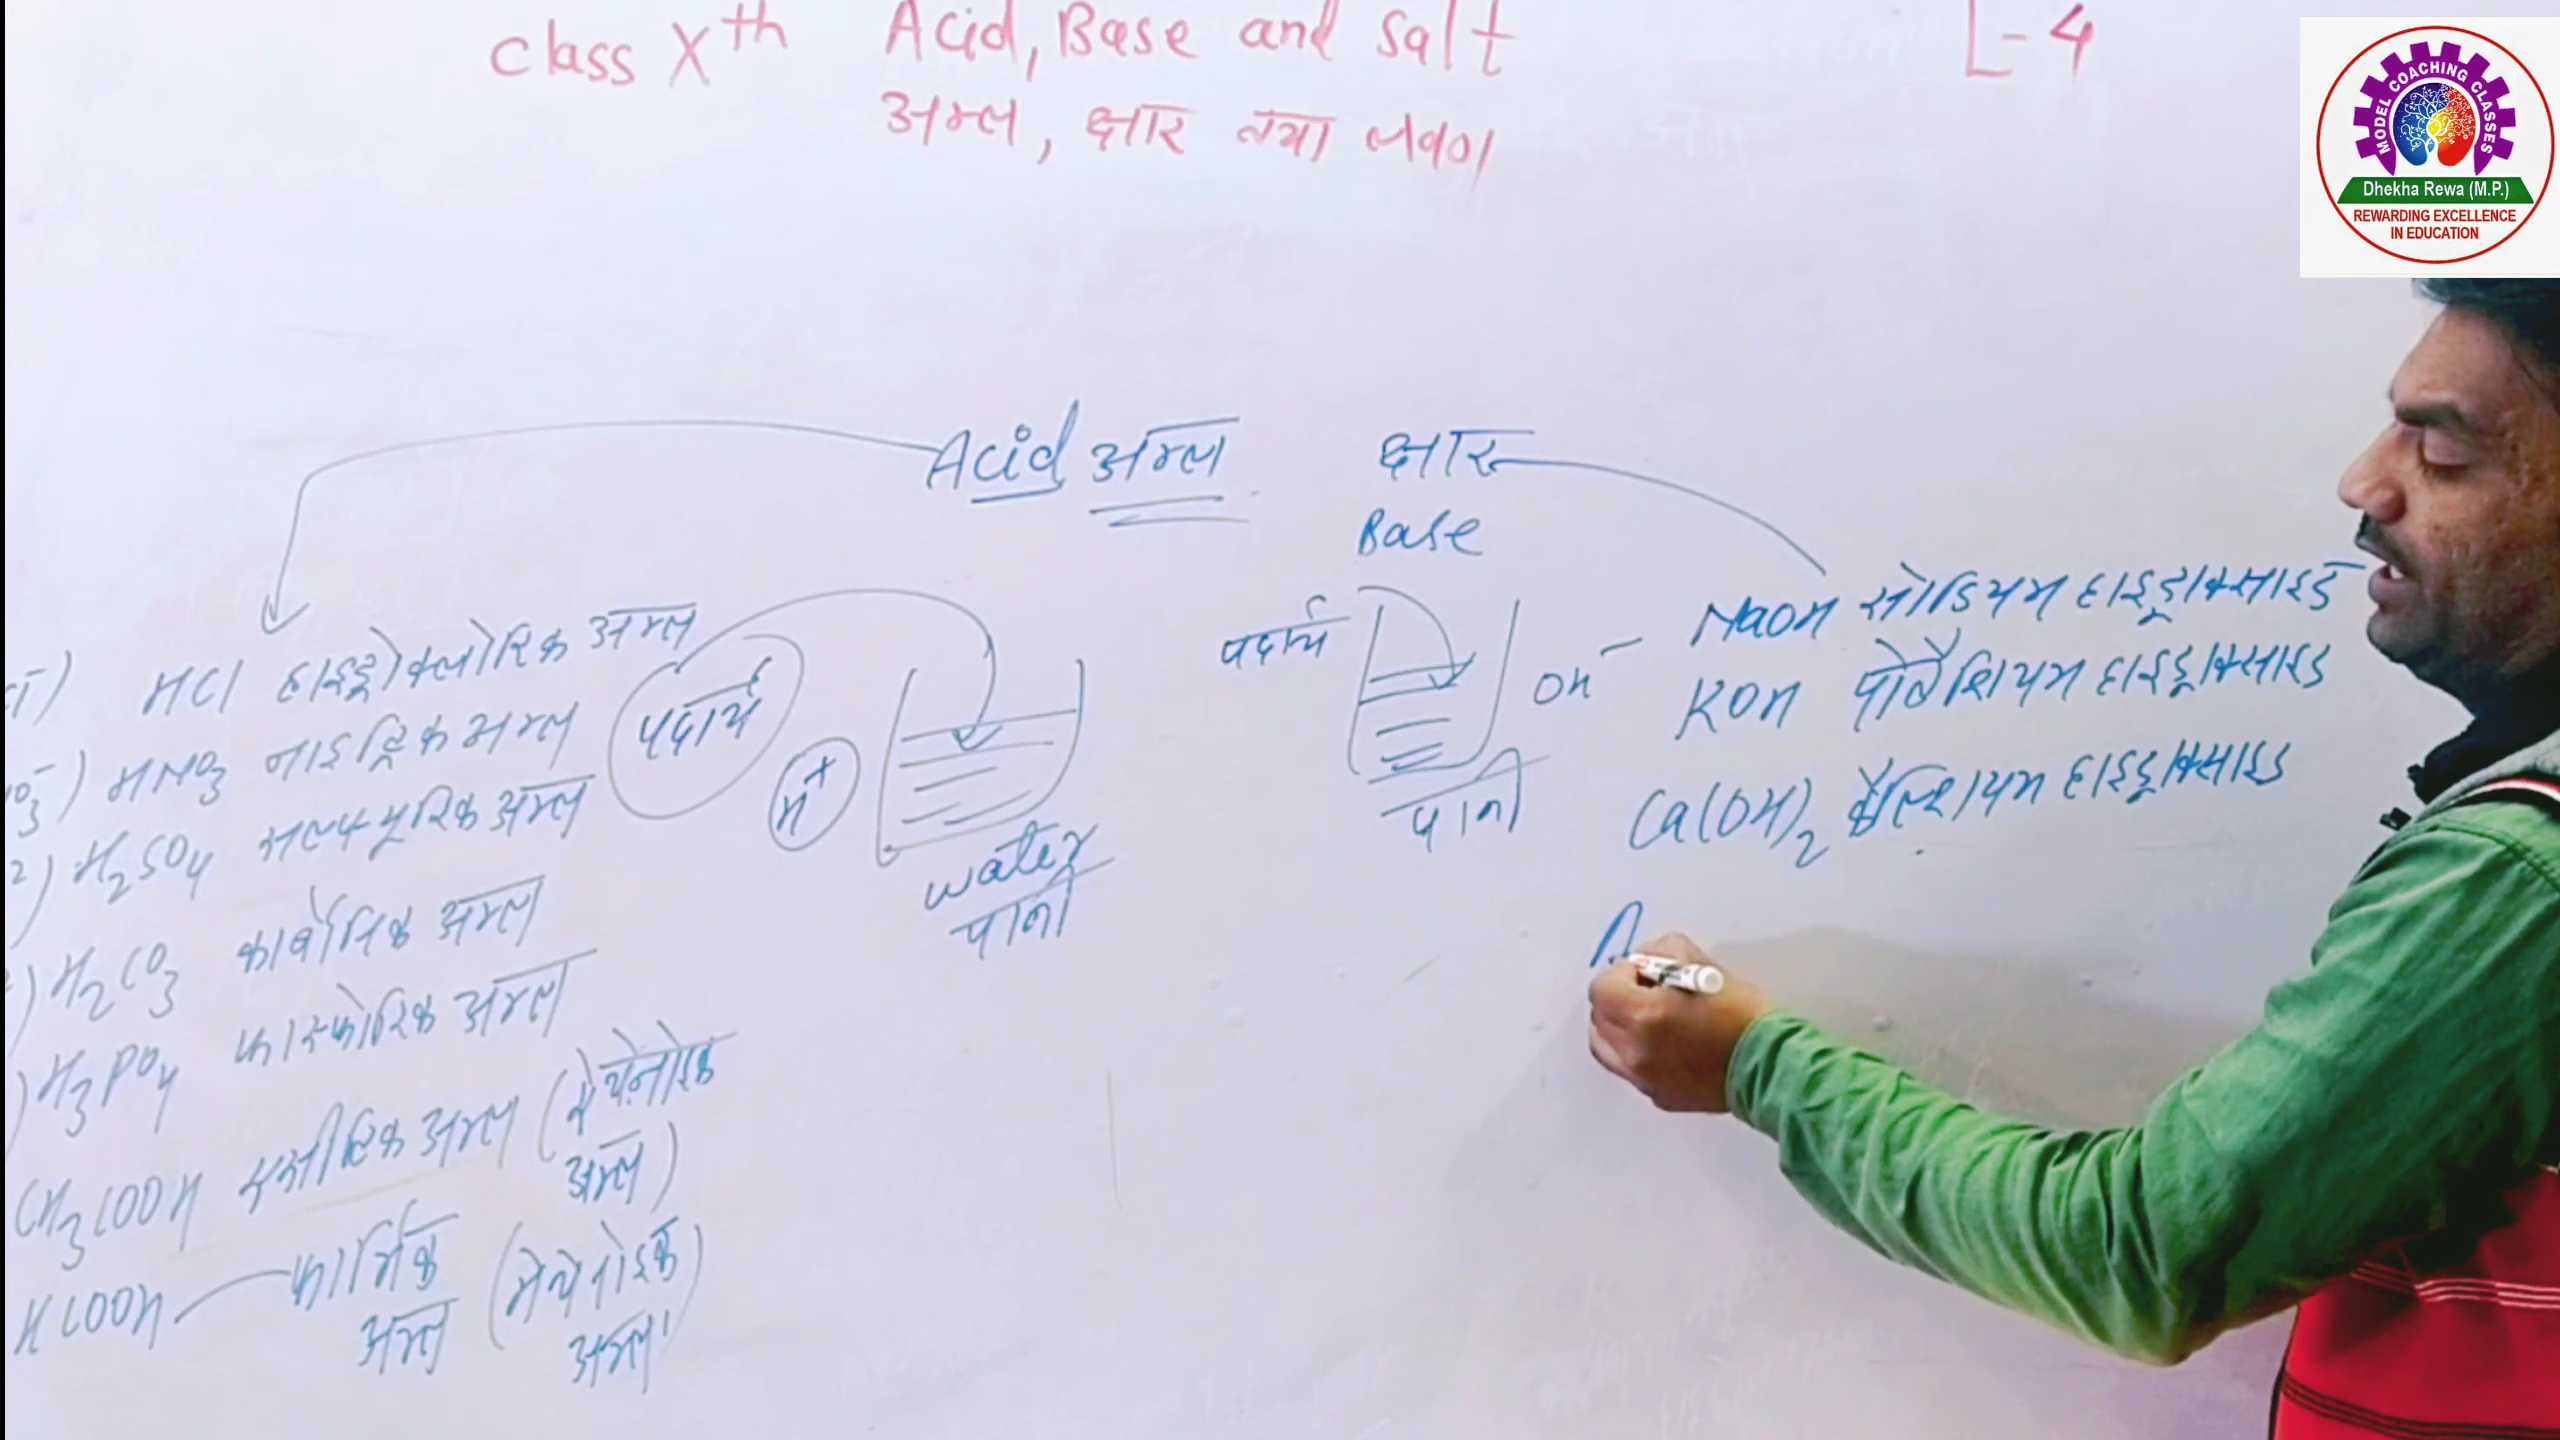 Class Xth Acid, Base and Salt L-4
अम्ल, क्षार तथा लवण
MODEL COACHING CLASSES
Dhekha Rewa (M.P.)
REWARDING EXCELLENCE
IN EDUCATION
Acid अम्ल
क्षार
Base
HCl हाइड्रोक्लोरिक अम्ल
HNO3 नाइट्रिक अम्ल
H2SO4 सल्फ्यूरिक अम्ल
H2CO3 कार्बोनिक अम्ल
H3PO4 फास्फोरिक अम्ल
CH3COOH एसीटिक अम्ल (
अम्ल)
HCOOH फार्मिक अम्ल (मेथेनोइक अम्ल)
पदार्थ
H+
water
पानी
पदार्थ
OH-
पानी
NaOH सोडियम हाइड्राक्साइड
KOH पोटैशियम हाइड्राक्साइड
Ca(OH)2 कैल्शियम हाइड्राक्साइड